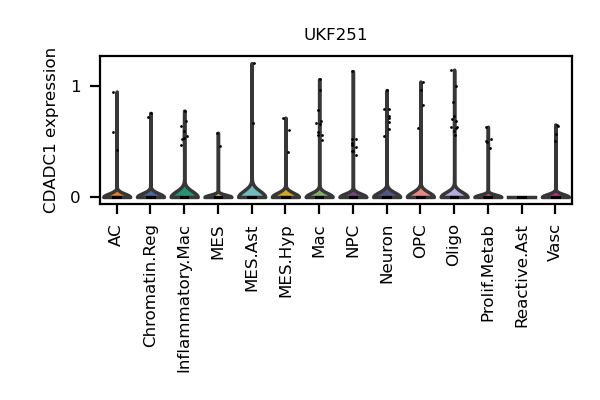 UKF251
CDADC1 expression
1
0
AC
Chromatin.Reg
Inflammatory.Mac
MES
MES.Ast
MES.Hyp
Mac
NPC
Neuron
OPC
Oligo
Prolif.Metab
Reactive.Ast
Vasc